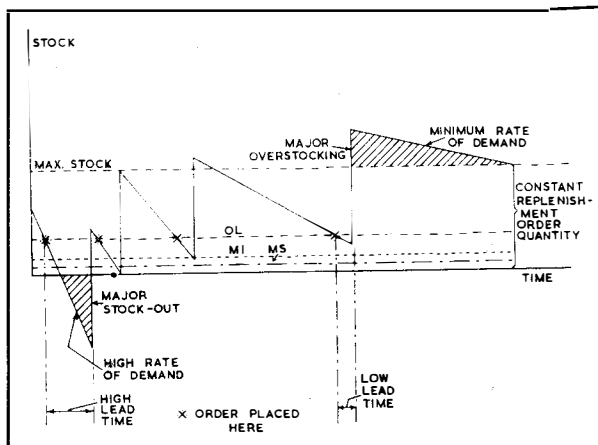 STOCK
MAJOR
OVERSTOCKING
MINIMUM RATE
OF DEMAND
MAX. STOCK
CONSTANT
REPLENISH-
MENT
ORDER
QUANTITY
OL
MI MS
TIME
MAJOR
STOCK-OUT
HIGH RATE
OF DEMAND
HIGH
LEAD
TIME
× ORDER PLACED
HERE
LOW
LEAD
TIME